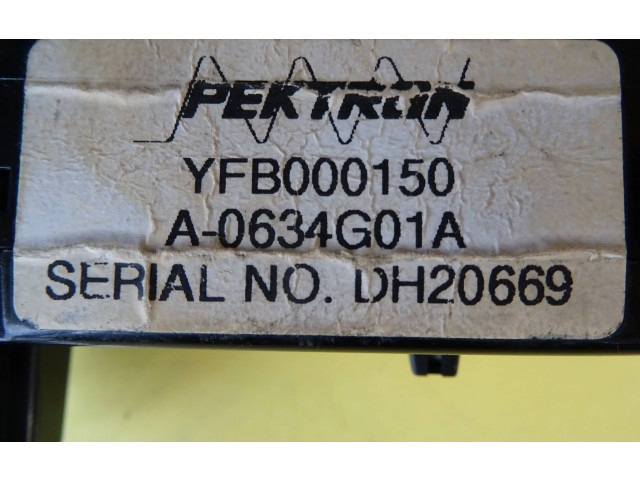 PEKTRON
YFB000150
A-0634G01A
SERIAL NO. DH20669